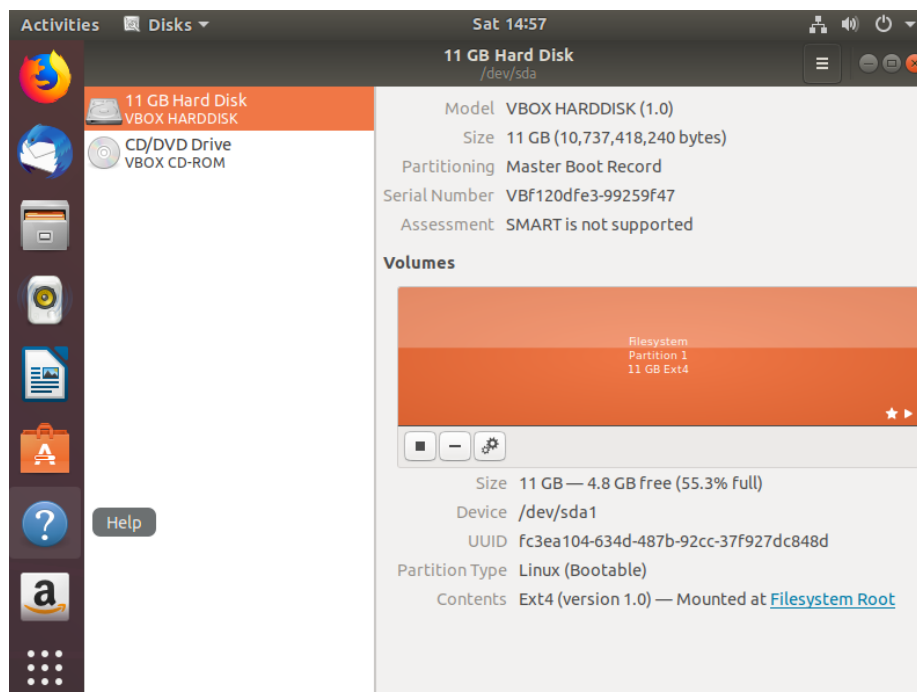 Activities Disks Sat 14:57
11 GB Hard Disk
/dev/sda
11 GB Hard Disk
VBOX HARDDISK
CD/DVD Drive
VBOX CD-ROM
Model VBOX HARDDISK (1.0)
Size 11 GB (10,737,418,240 bytes)
Partitioning Master Boot Record
Serial Number VBf120dfe3-99259f47
Assessment SMART is not supported
Volumes
Filesystem
Partition 1
11 GB Ext4
Size 11 GB — 4.8 GB free (55.3% full)
Device /dev/sda1
UUID fc3ea104-634d-487b-92cc-37f927dc848d
Partition Type Linux (Bootable)
Contents Ext4 (version 1.0) — Mounted at Filesystem Root
Help